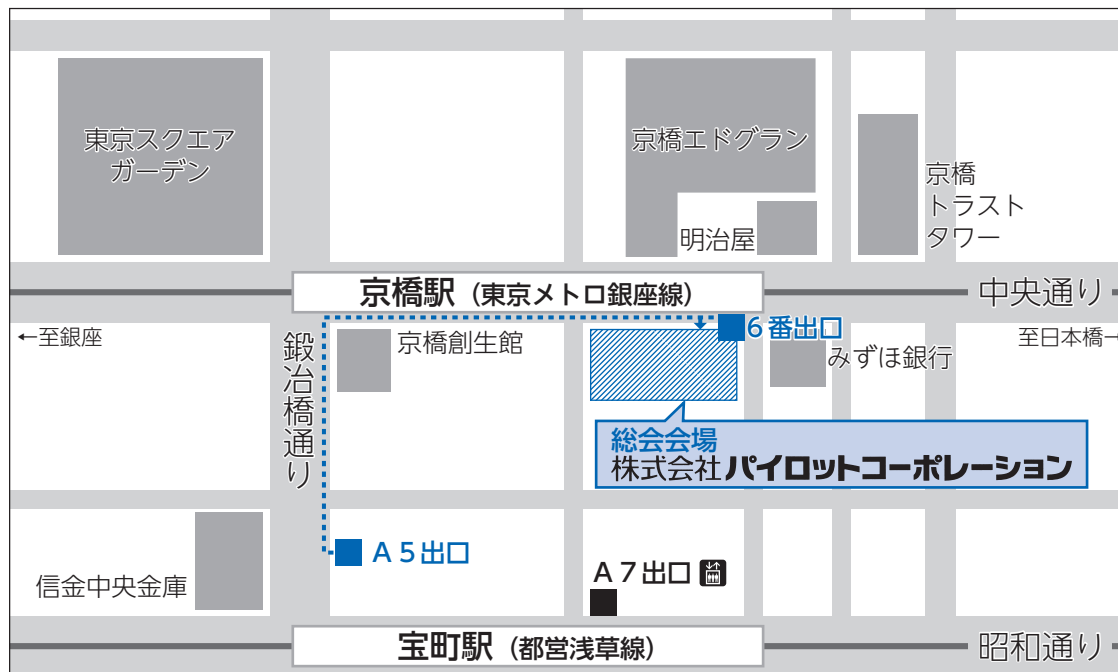 東京スクエア
ガーデン
京橋エドグラン
明治屋
京橋
トラスト
タワー
京橋駅（東京メトロ銀座線）
中央通り
←至銀座
鍛冶橋通り
京橋創生館
6番出口
みずほ銀行
至日本橋→
総会会場
株式会社パイロットコーポレーション
A5出口
A7出口
信金中央金庫
宝町駅（都営浅草線）
昭和通り